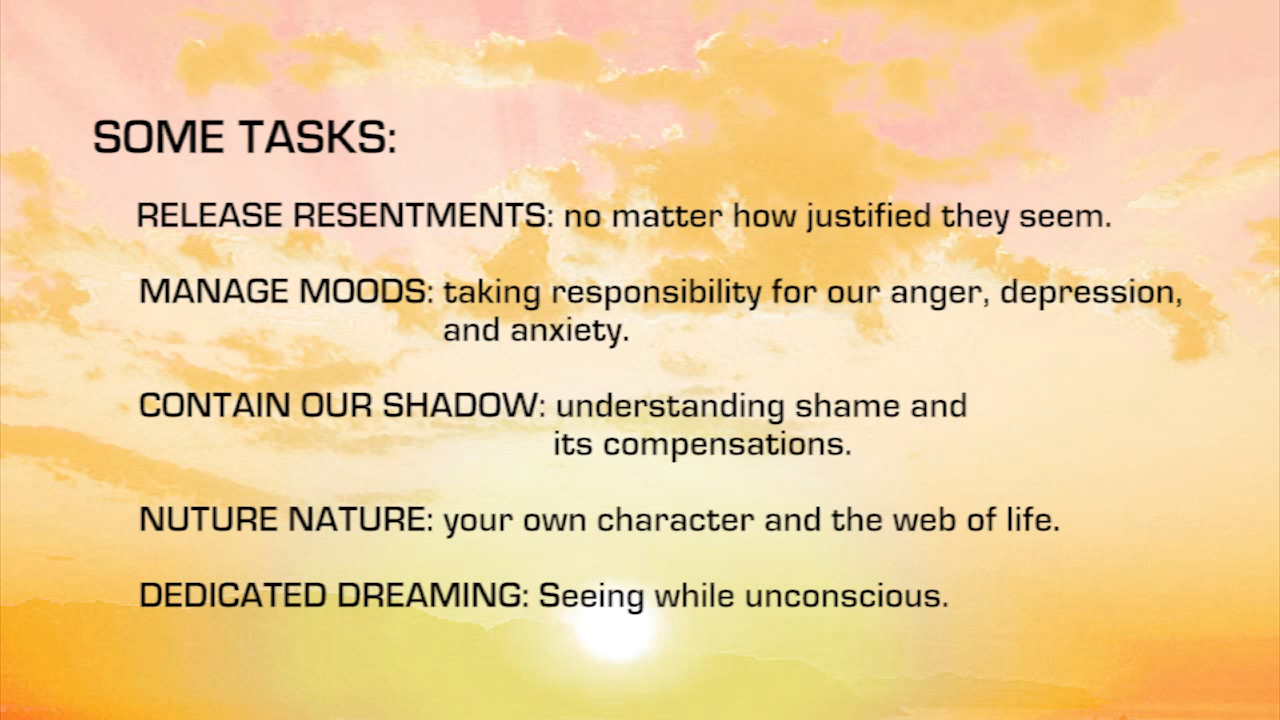 SOME TASKS:
RELEASE RESENTMENTS: no matter how justified they seem.
MANAGE MOODS: taking responsibility for our anger, depression,
and anxiety.
CONTAIN OUR SHADOW: understanding shame and
its compensations.
NUTURE NATURE: your own character and the web of life.
DEDICATED DREAMING: Seeing while unconscious.